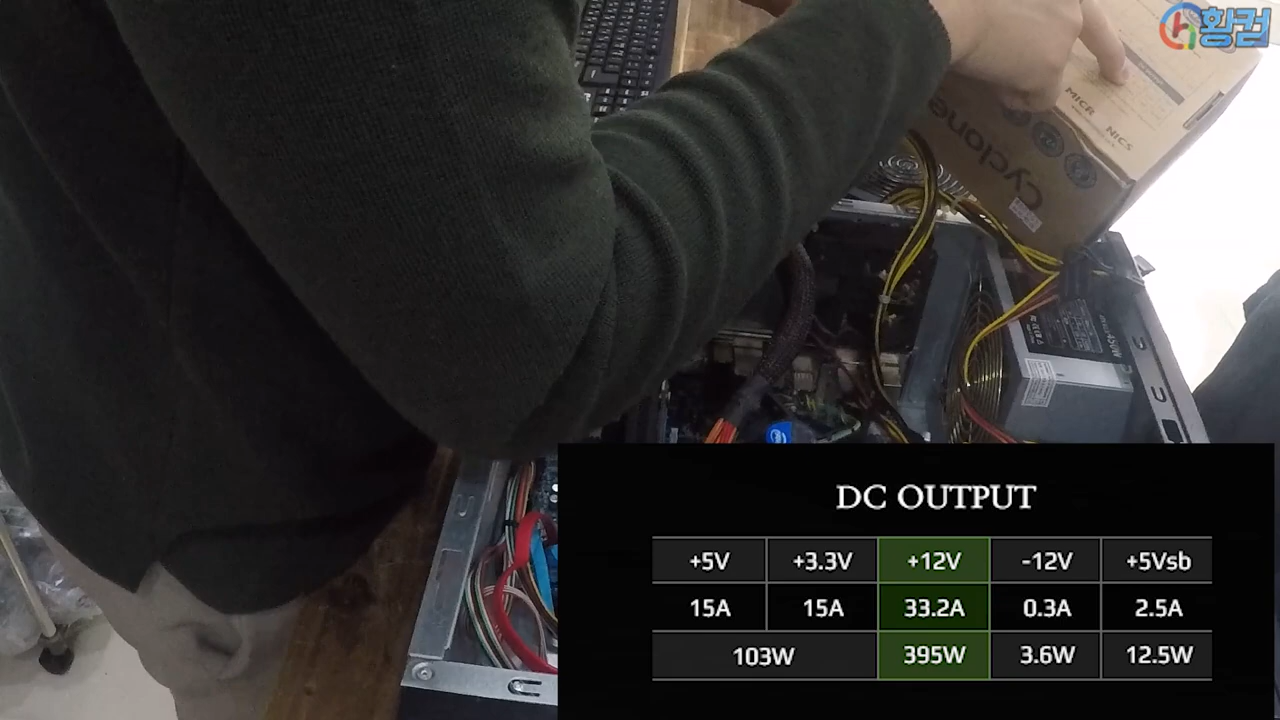 황컴
MICR NICS
Cyclone
DC OUTPUT
+5V +3.3V +12V -12V +5Vsb
15A 15A 33.2A 0.3A 2.5A
103W 395W 3.6W 12.5W